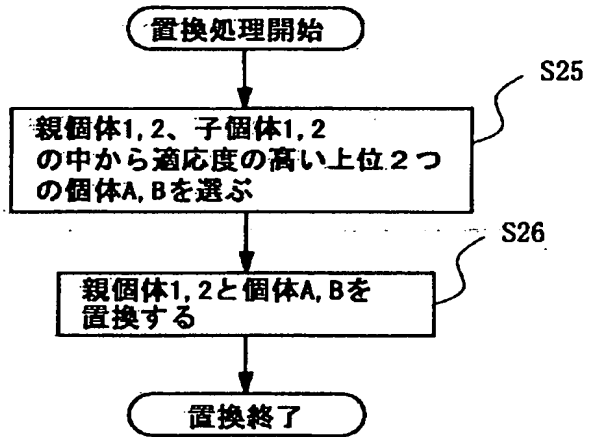 置換処理開始
S25
親個体1,2、子個体1,2
の中から適応度の高い上位２つ
の個体A,Bを選ぶ
S26
親個体1,2と個体A,Bを
置換する
置換終了